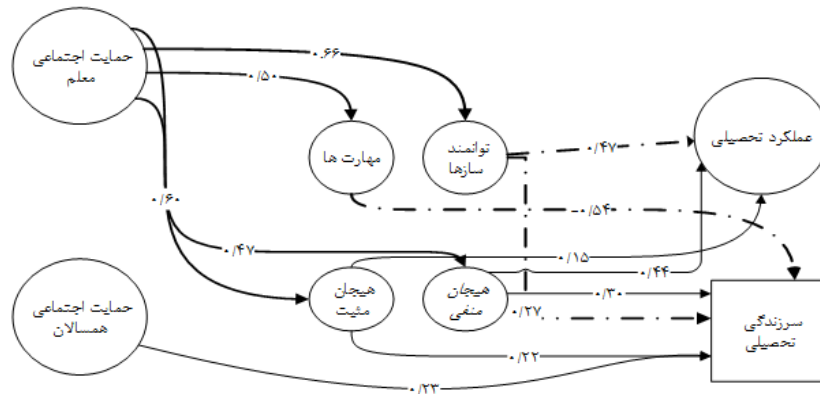 حمایت اجتماعی
معلم
۰.۶۶
۰/۵۰
مهارت ها
توانمند
سازها
۰/۴۷
عملکرد تحصیلی
۰/۶۰
-۰/۵۴
۰/۴۷
۰/۱۵
۰/۴۴
حمایت اجتماعی
همسالان
هیجان
مثیت
هیجان
منفی
۰/۳۰
۰/۲۷
سرزندگی
تحصیلی
۰/۲۲
۰/۲۳